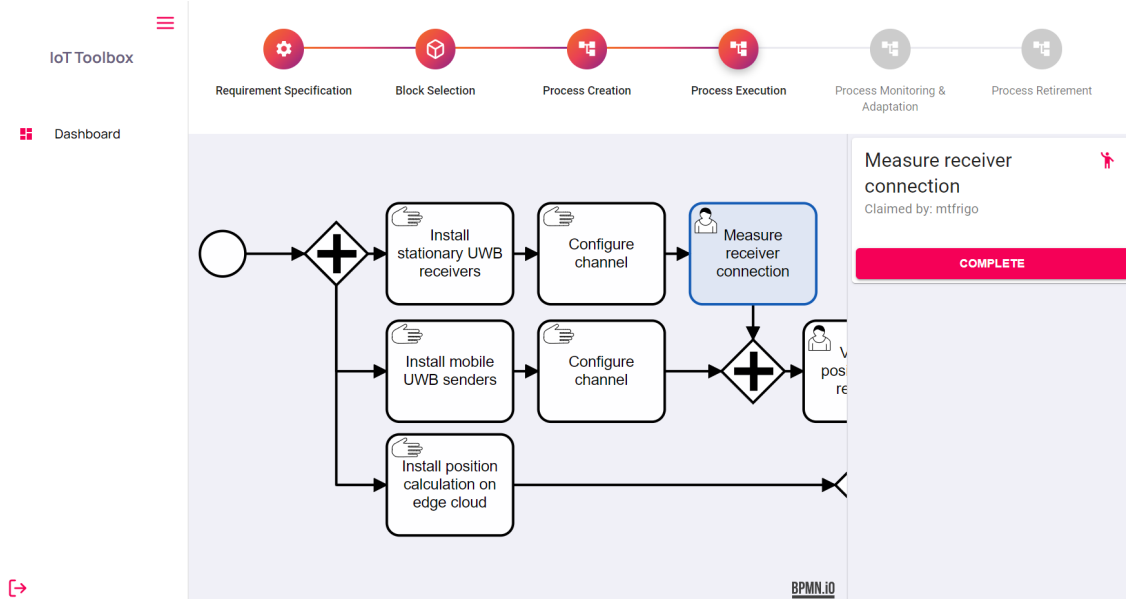 IoT Toolbox
Dashboard
Requirement Specification
Block Selection
Process Creation
Process Execution
Process Monitoring &
Adaptation
Process Retirement
Install
stationary UWB
receivers
Configure
channel
Measure
receiver
connection
Install mobile
UWB senders
Configure
channel
V
pos
re
Install position
calculation on
edge cloud
BPMN.iO
Measure receiver
connection
Claimed by: mtfrigo
COMPLETE